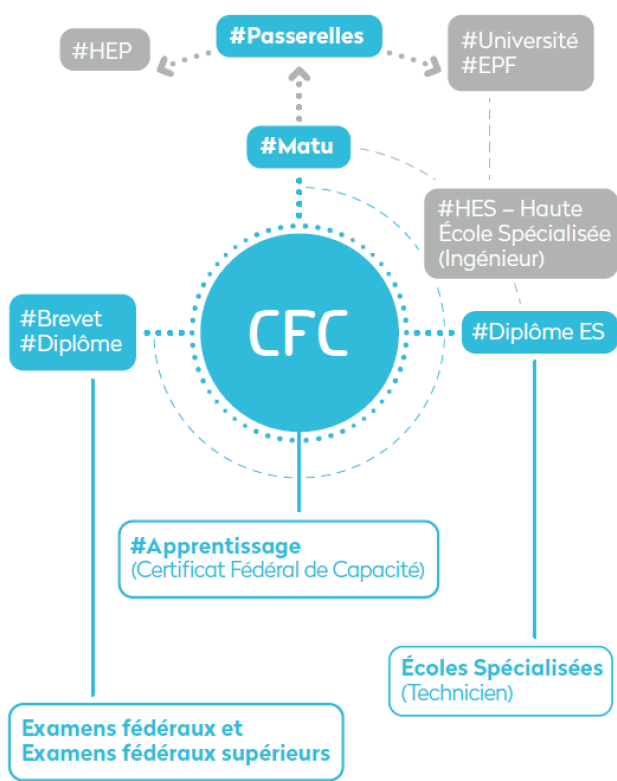 #HEP
#Passerelles
#Université
#EPF
#Matu
#HES – Haute
École Spécialisée
(Ingénieur)
#Brevet
#Diplôme
CFC
#Diplôme ES
#Apprentissage
(Certificat Fédéral de Capacité)
Écoles Spécialisées
(Technicien)
Examens fédéraux et
Examens fédéraux supérieurs